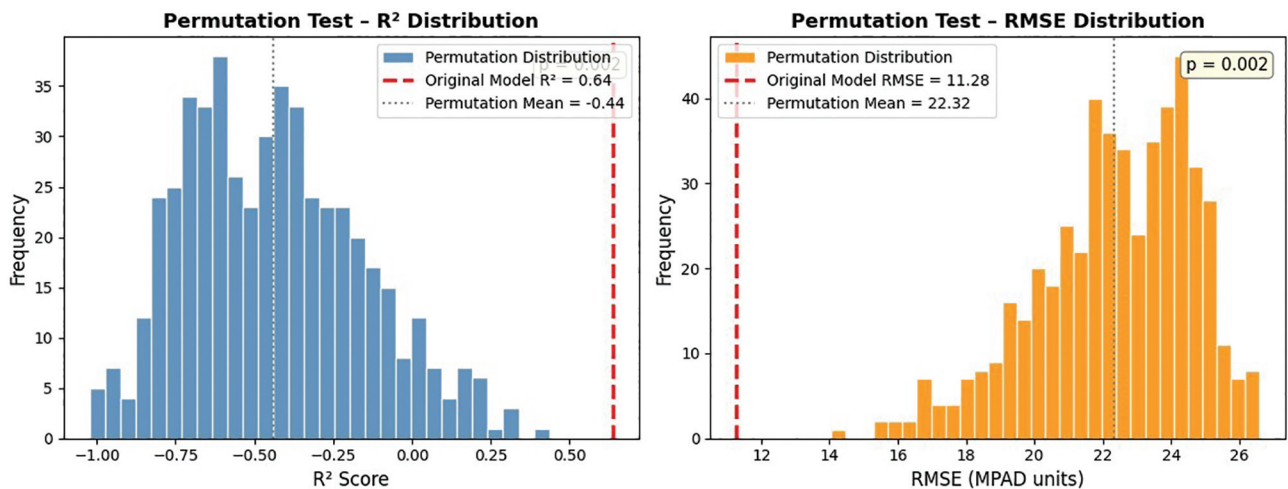 Permutation Test – R² Distribution
Permutation Distribution
Original Model R² = 0.64
Permutation Mean = -0.44
p = 0.002
Frequency
35
30
25
20
15
10
5
0
−1.00 −0.75 −0.50 −0.25 0.00 0.25 0.50
R² Score
Permutation Test – RMSE Distribution
Permutation Distribution
Original Model RMSE = 11.28
Permutation Mean = 22.32
p = 0.002
Frequency
40
30
20
10
0
12 14 16 18 20 22 24 26
RMSE (MPAD units)